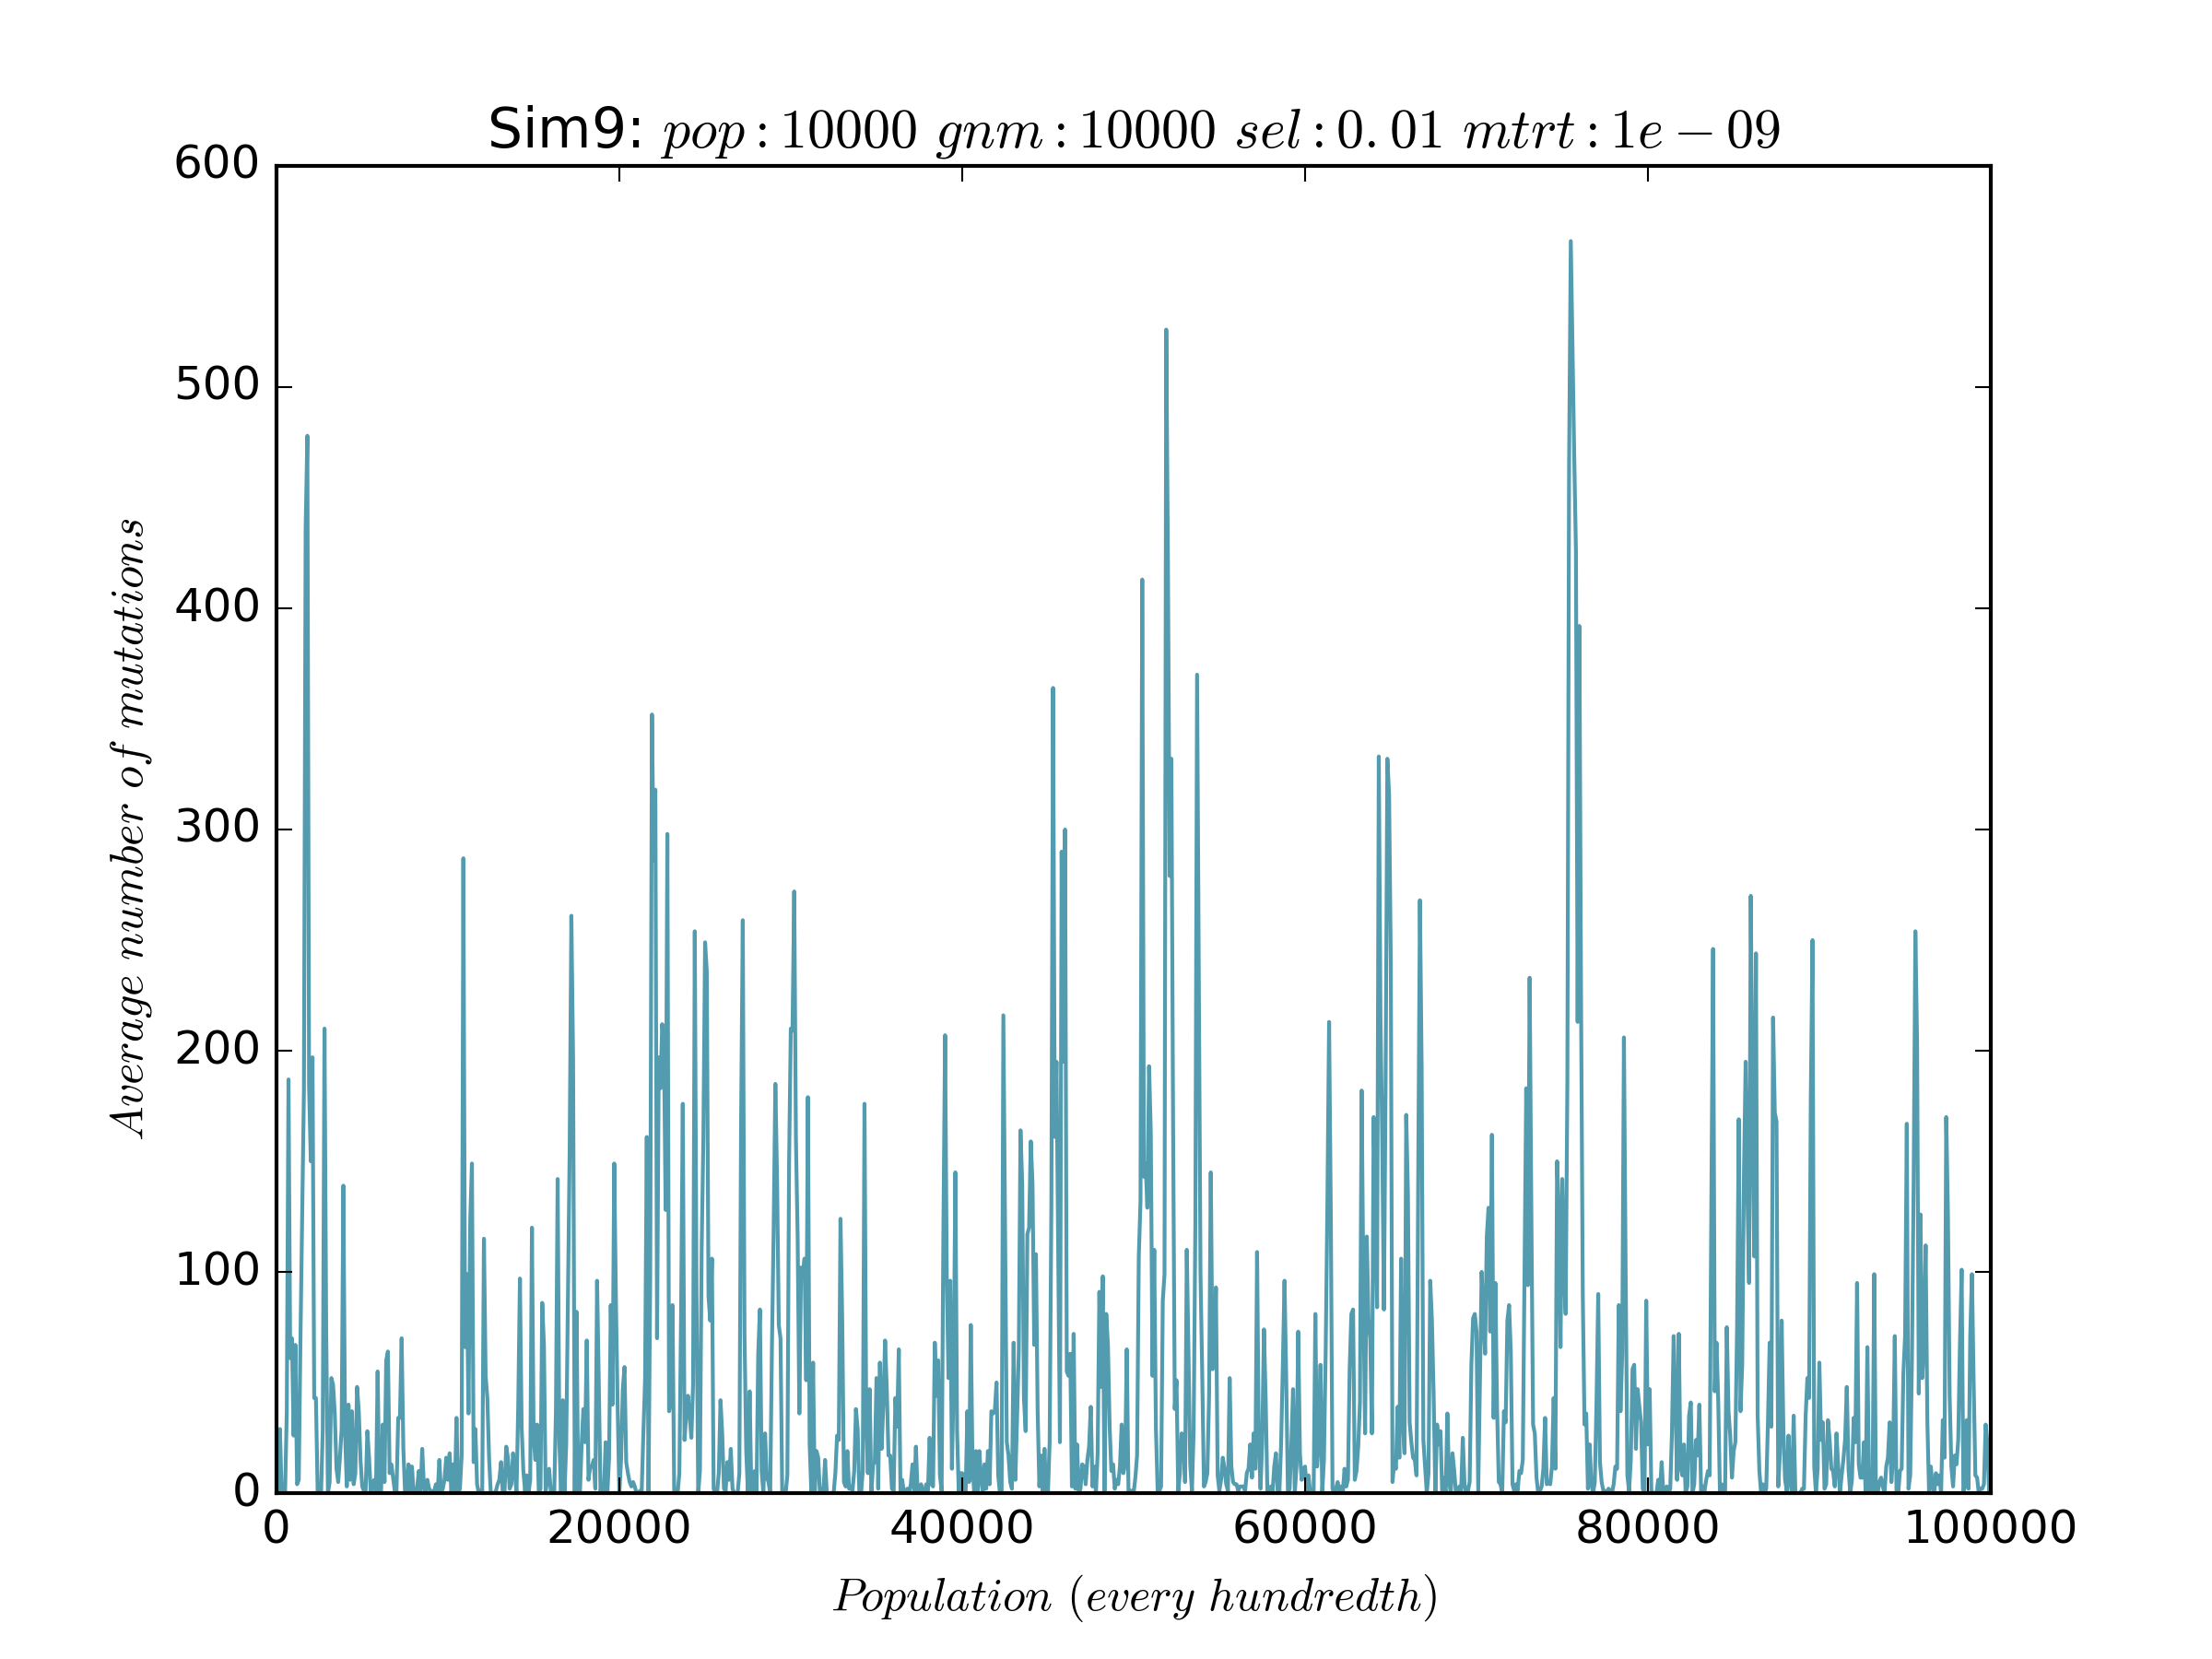 Sim9: pop : 10000 gnm : 10000 sel : 0.01 mtrt : 1e − 09
600
500
400
300
200
100
0
Average number of mutations
0 20000 40000 60000 80000 100000
Population (every hundredth)